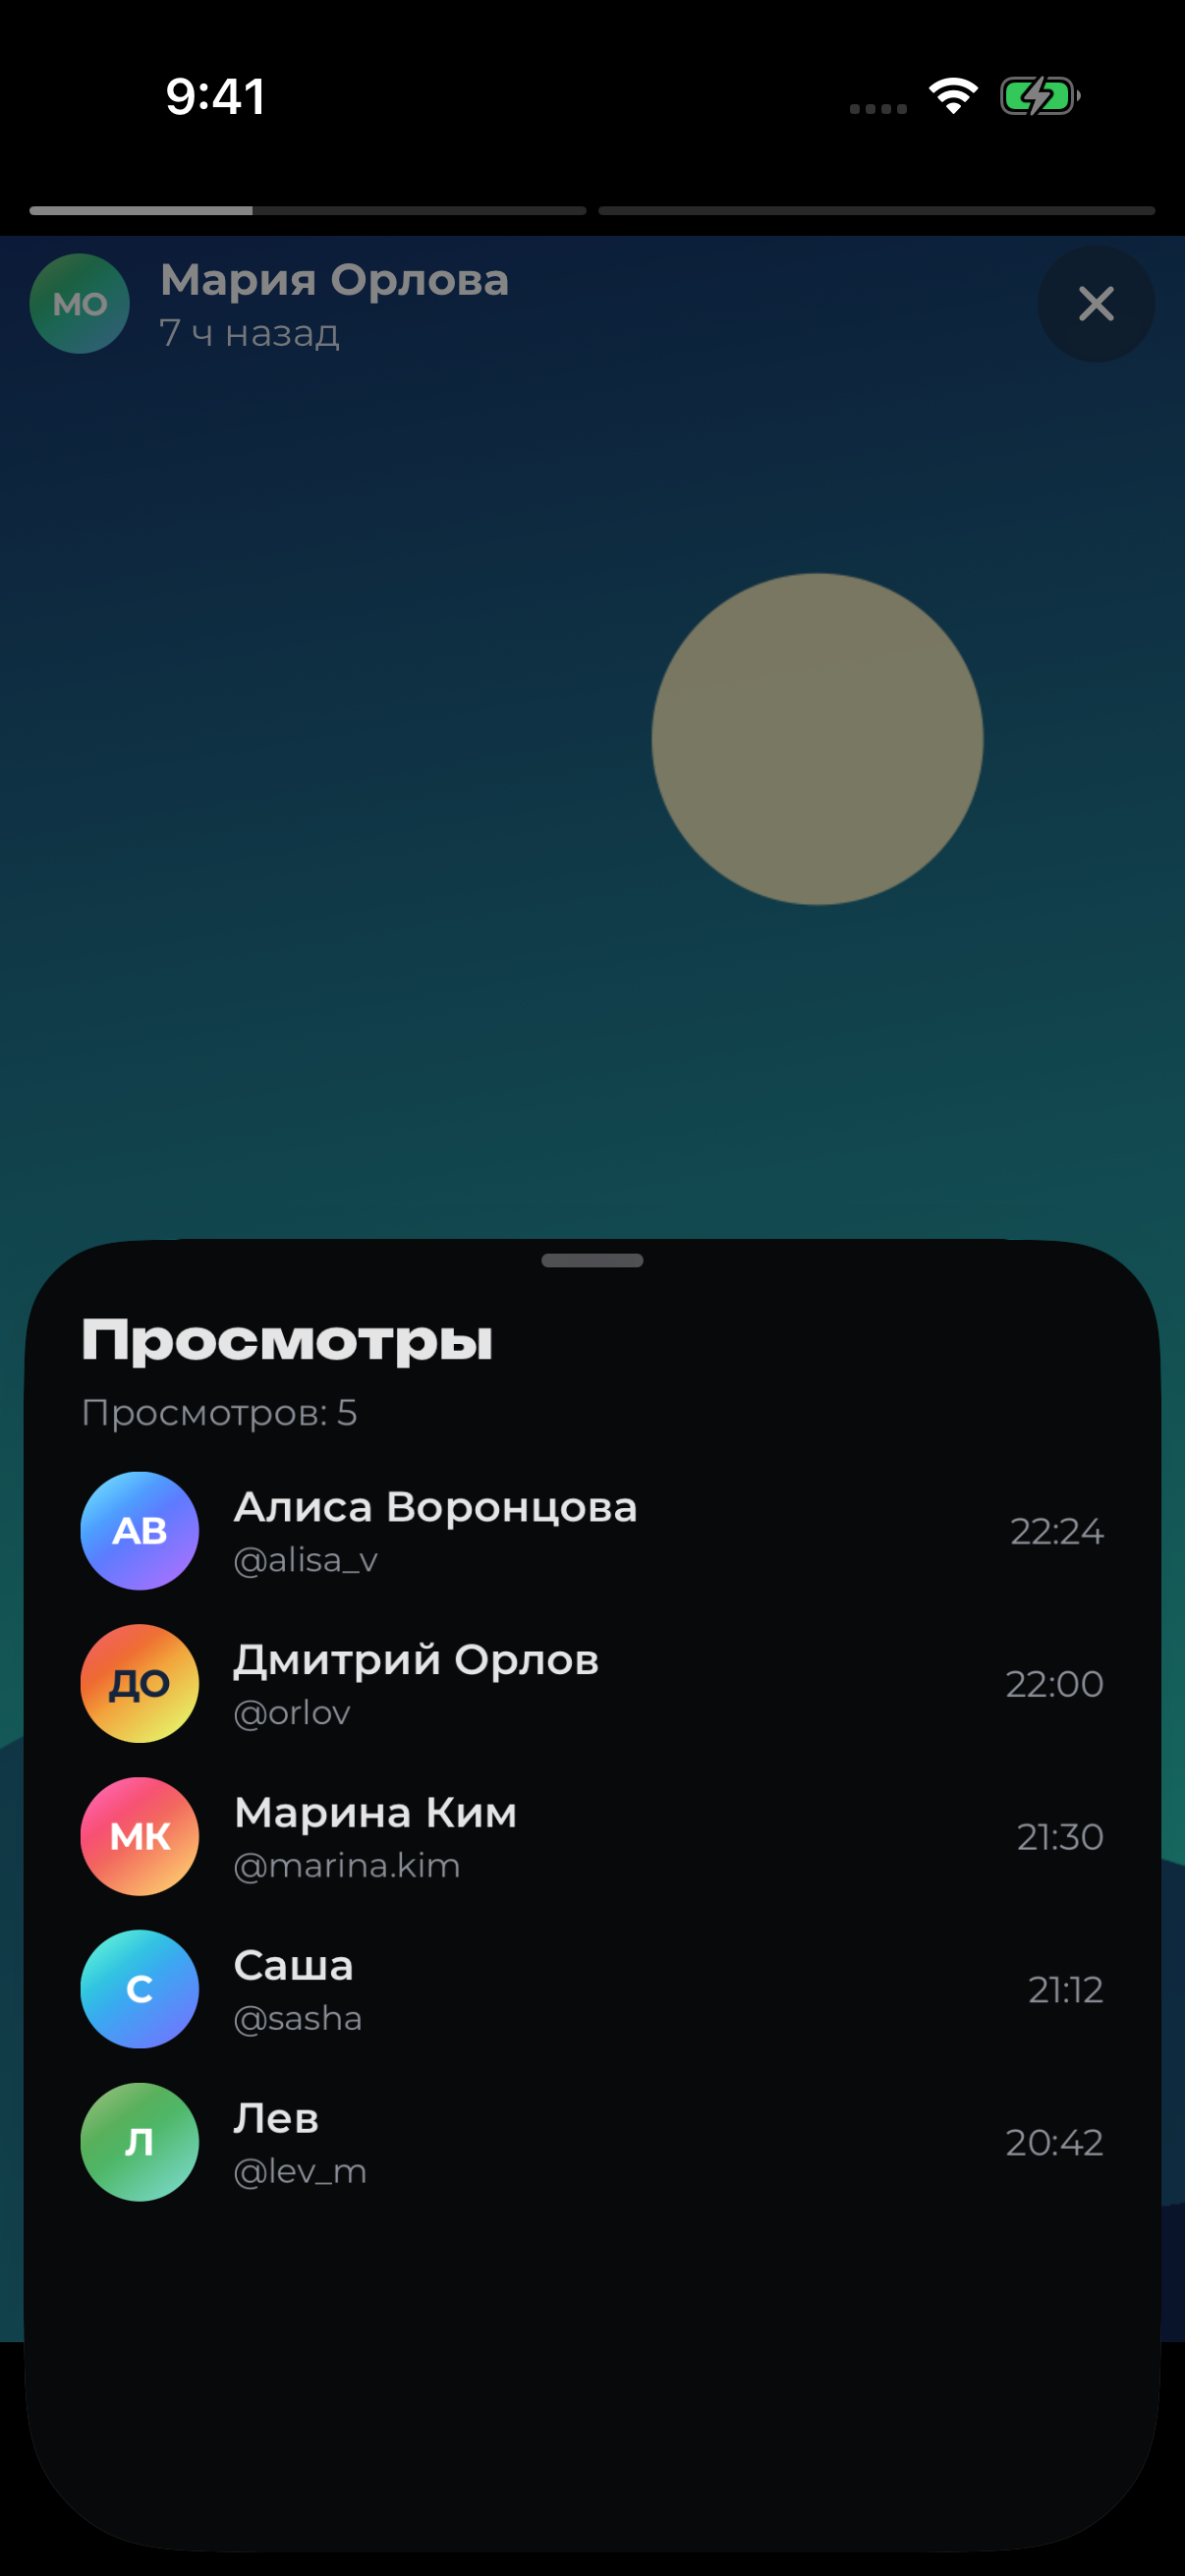 9:41
МО
Мария Орлова
7 ч назад
Просмотры
Просмотров: 5
АВ
Алиса Воронцова
@alisa_v
22:24
ДО
Дмитрий Орлов
@orlov
22:00
МК
Марина Ким
@marina.kim
21:30
С
Саша
@sasha
21:12
Л
Лев
@lev_m
20:42